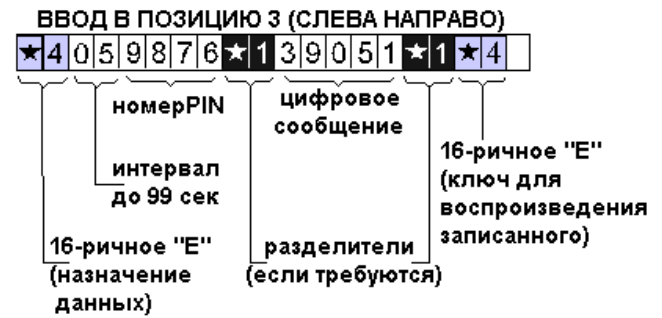 ВВОД В ПОЗИЦИЮ 3 (СЛЕВА НАПРАВО)
★4059876★139051★1★4
номерPIN
цифровое
сообщение
интервал
до 99 сек
16-ричное "E"
(ключ для
воспроизведения
записанного)
16-ричное "E"
(назначение
данных)
разделители
(если требуются)